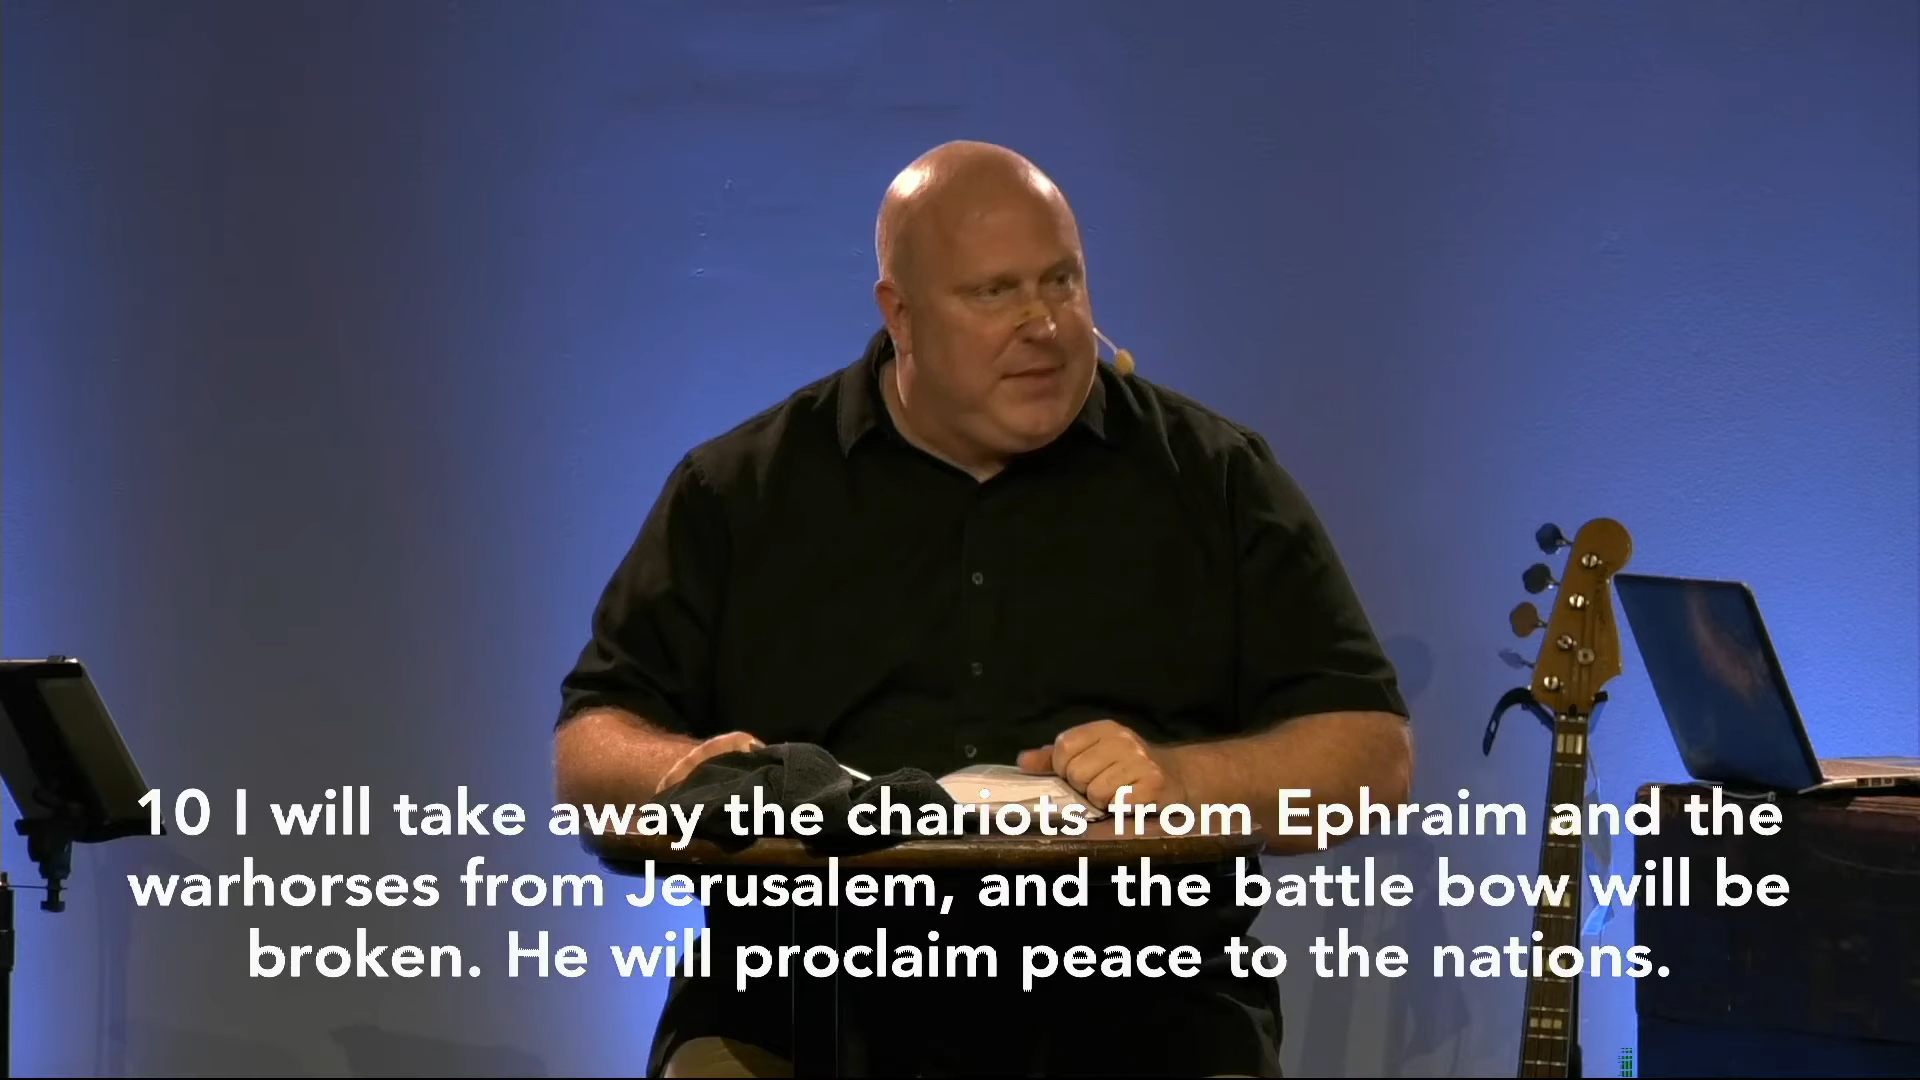 10 I will take away the chariots from Ephraim and the
warhorses from Jerusalem, and the battle bow will be
broken. He will proclaim peace to the nations.